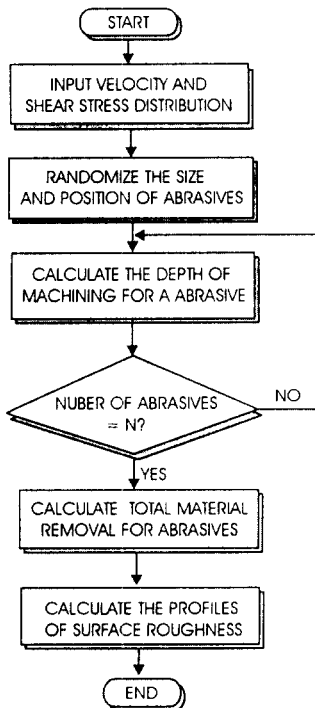 START
INPUT VELOCITY AND
SHEAR STRESS DISTRIBUTION
RANDOMIZE THE SIZE
AND POSITION OF ABRASIVES
CALCULATE THE DEPTH OF
MACHINING FOR A ABRASIVE
NUBER OF ABRASIVES
= N?
NO
YES
CALCULATE TOTAL MATERIAL
REMOVAL FOR ABRASIVES
CALCULATE THE PROFILES
OF SURFACE ROUGHNESS
END